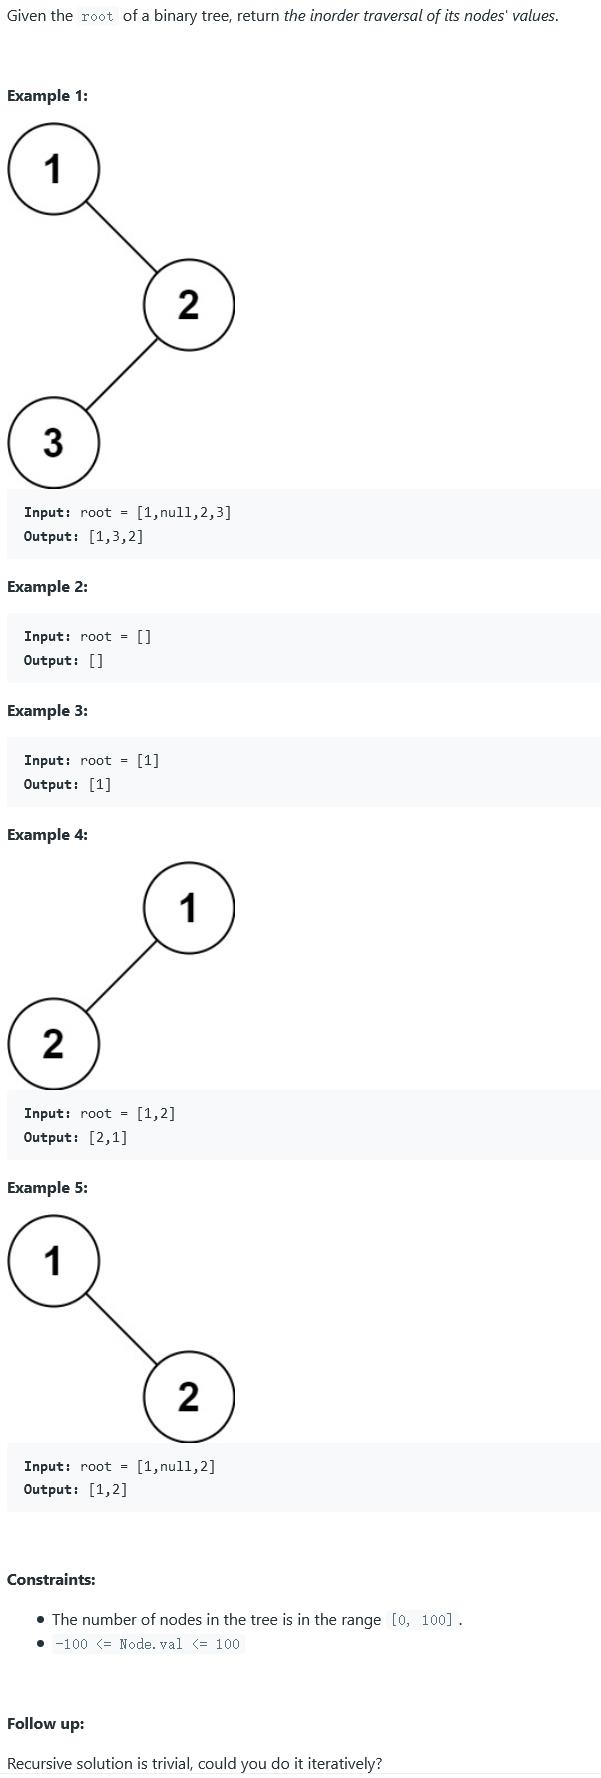 Given the root of a binary tree, return the inorder traversal of its nodes' values.
Example 1:
1
2
3
Input: root = [1,null,2,3]
Output: [1,3,2]
Example 2:
Input: root = []
Output: []
Example 3:
Input: root = [1]
Output: [1]
Example 4:
1
2
Input: root = [1,2]
Output: [2,1]
Example 5:
1
2
Input: root = [1,null,2]
Output: [1,2]
Constraints:
• The number of nodes in the tree is in the range [0, 100] .
• -100 <= Node.val <= 100
Follow up:
Recursive solution is trivial, could you do it iteratively?